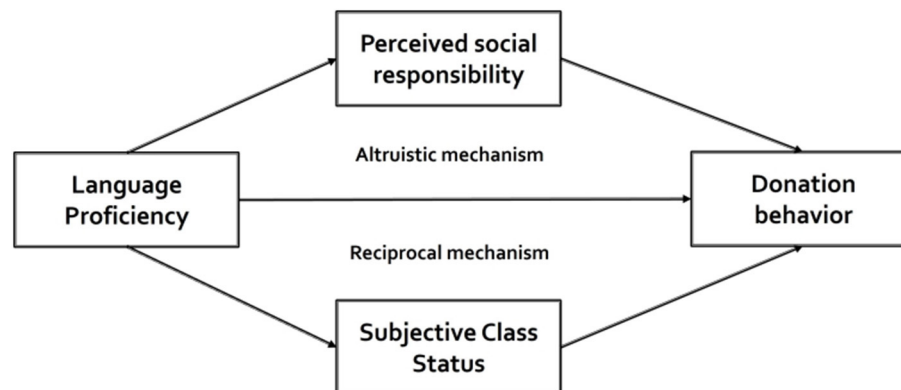 Perceived social
responsibility
Altruistic mechanism
Language
Proficiency
Donation
behavior
Reciprocal mechanism
Subjective Class
Status